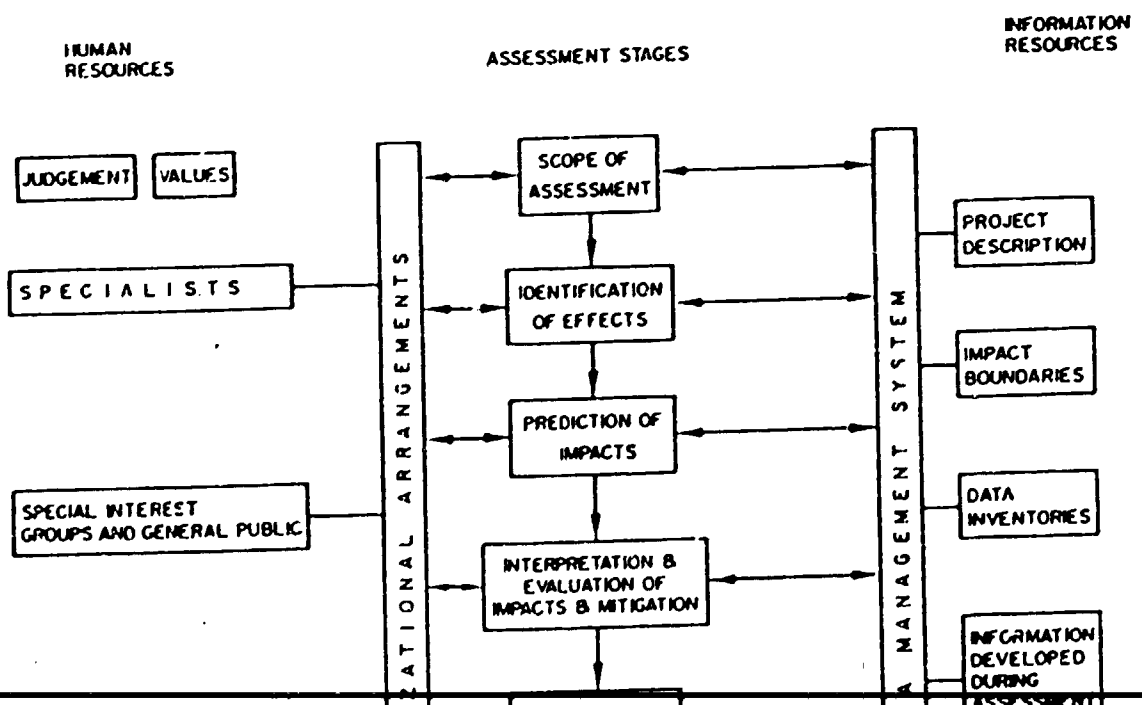 HUMAN
RESOURCES
ASSESSMENT STAGES
INFORMATION
RESOURCES
JUDGEMENT
VALUES
SPECIALISTS
SPECIAL INTEREST
GROUPS AND GENERAL PUBLIC
ZATIONAL ARRANGEMENTS
SCOPE OF
ASSESSMENT
IDENTIFICATION
OF EFFECTS
PREDICTION OF
IMPACTS
INTERPRETATION &
EVALUATION OF
IMPACTS & MITIGATION
A MANAGEMENT SYSTEM
PROJECT
DESCRIPTION
IMPACT
BOUNDARIES
DATA
INVENTORIES
INFORMATION
DEVELOPED
DURING
ASSESSMENT